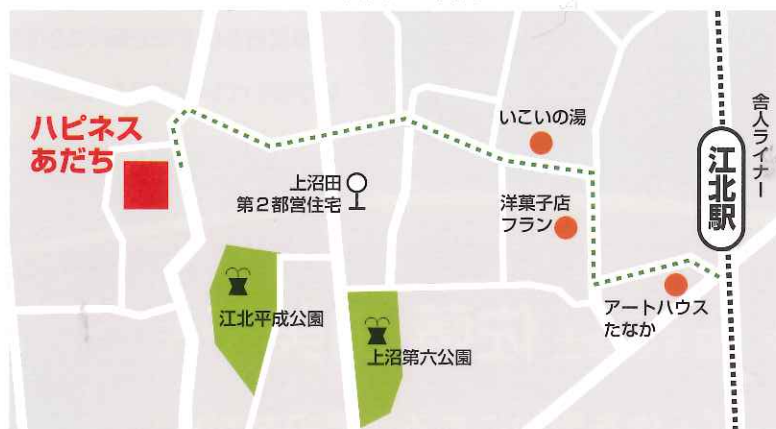 ハピネス
あだち
上沼田
第2都営住宅
いこいの湯
洋菓子店
フラン
江北駅
舎人ライナー
江北平成公園
上沼第六公園
アートハウス
たなか